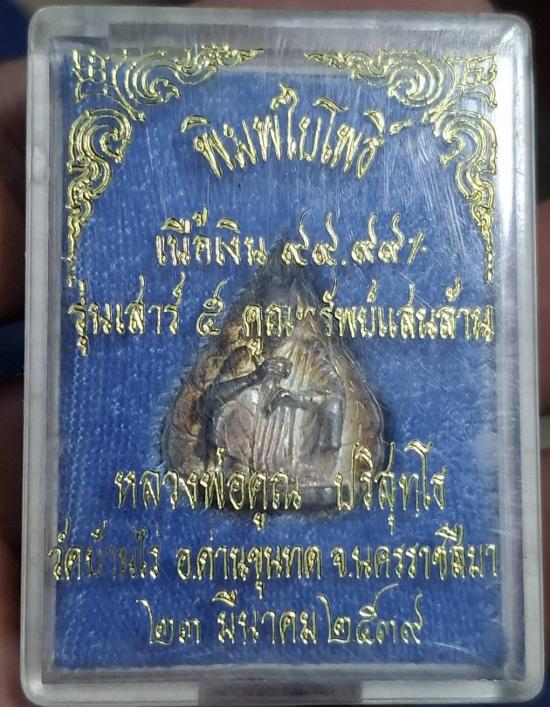 พิมพ์ใบโพธิ์
เนื้อเงิน ๙๙.๙๙%
รุ่นเสาร์ ๕ คูณทรัพย์แสนล้าน
หลวงพ่อคูณ ปริสุทโธ
วัดบ้านไร่ อ.ด่านขุนทด จ.นครราชสีมา
๒๓ มีนาคม ๒๕๓๙